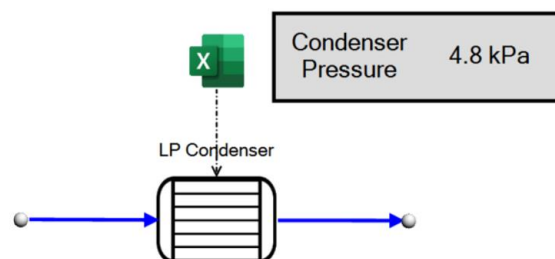 Condenser
Pressure
4.8 kPa
X
LP Condenser